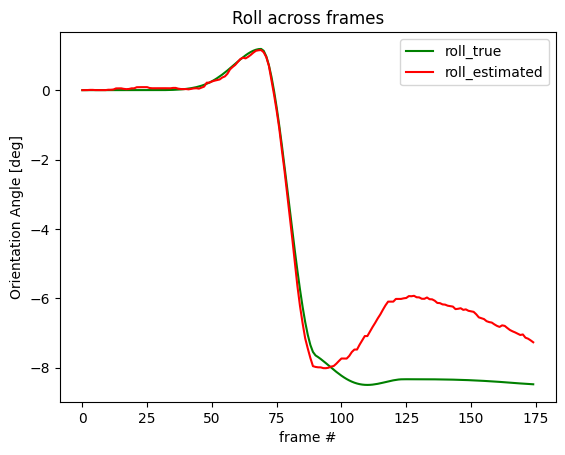 Roll across frames
roll_true
roll_estimated
Orientation Angle [deg]
0
−2
−4
−6
−8
0 25 50 75 100 125 150 175
frame #